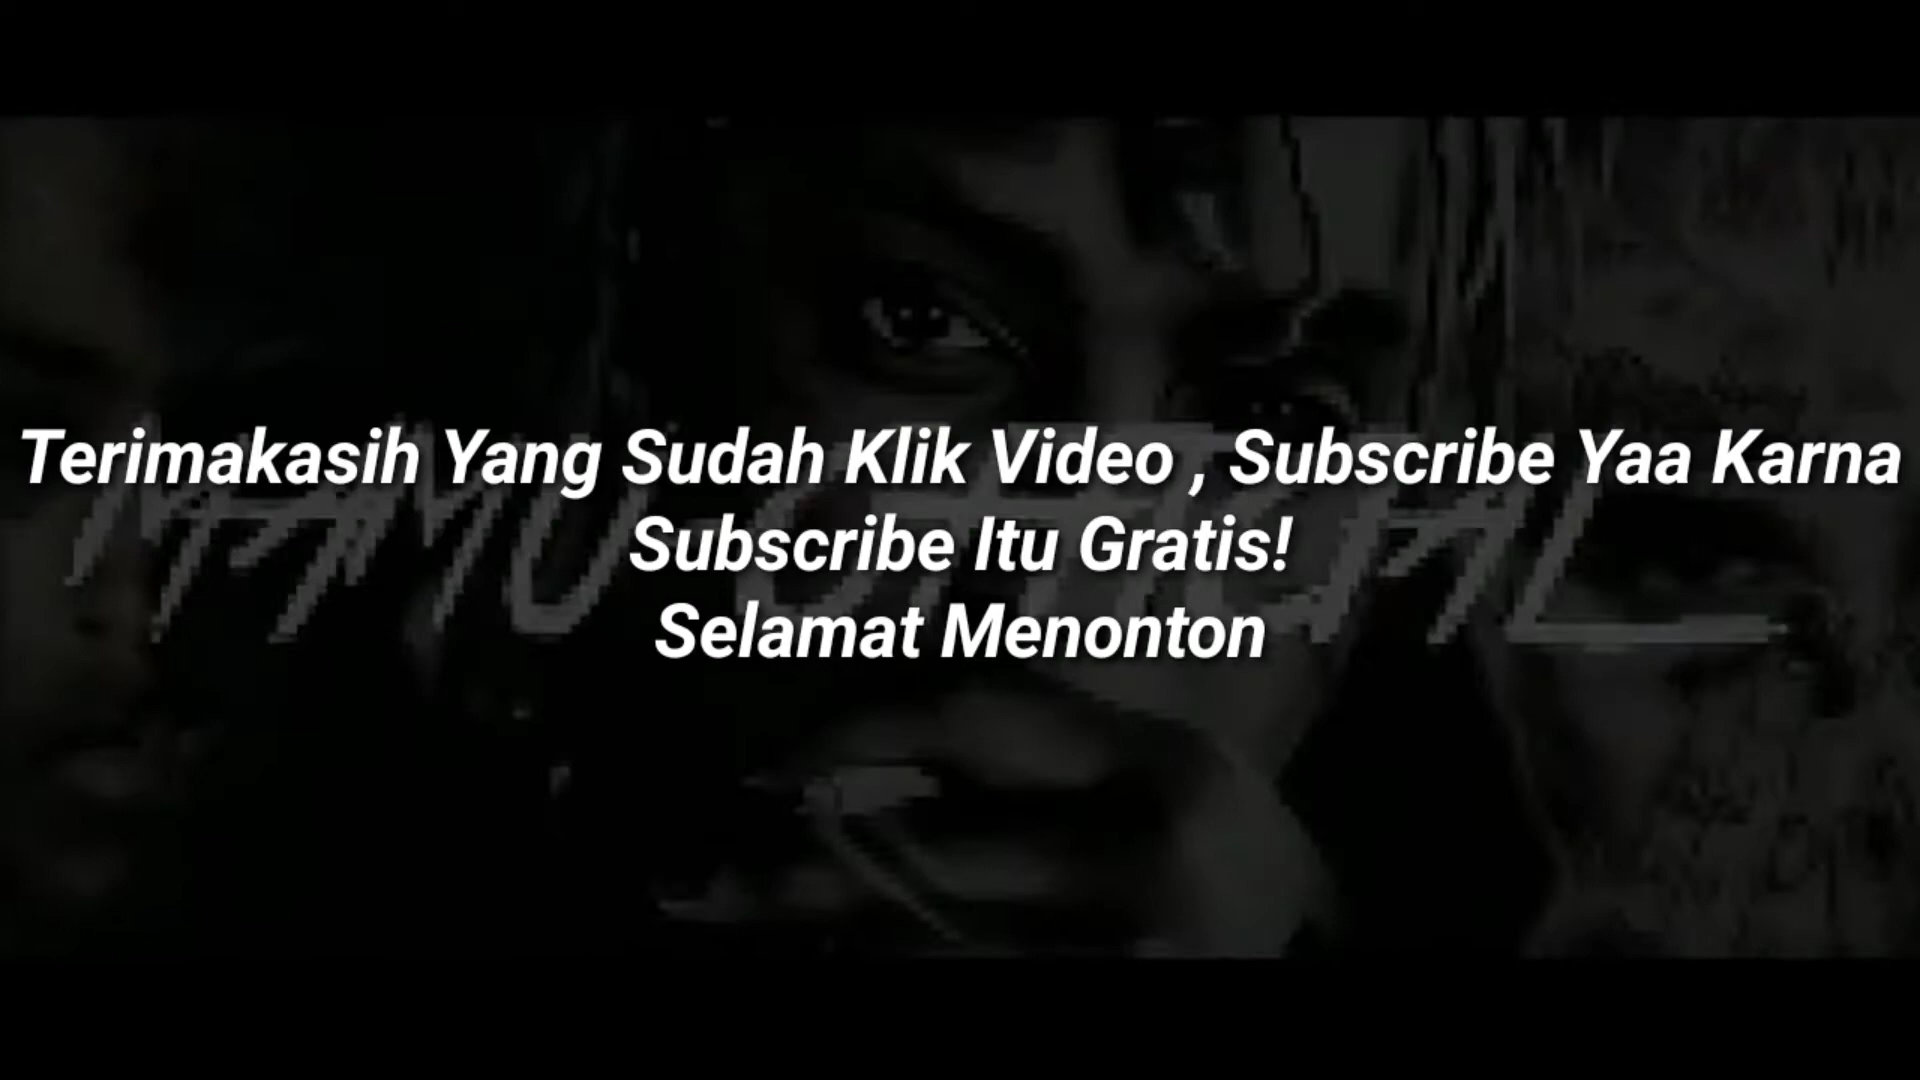 Terimakasih Yang Sudah Klik Video , Subscribe Yaa Karna
Subscribe Itu Gratis!
Selamat Menonton